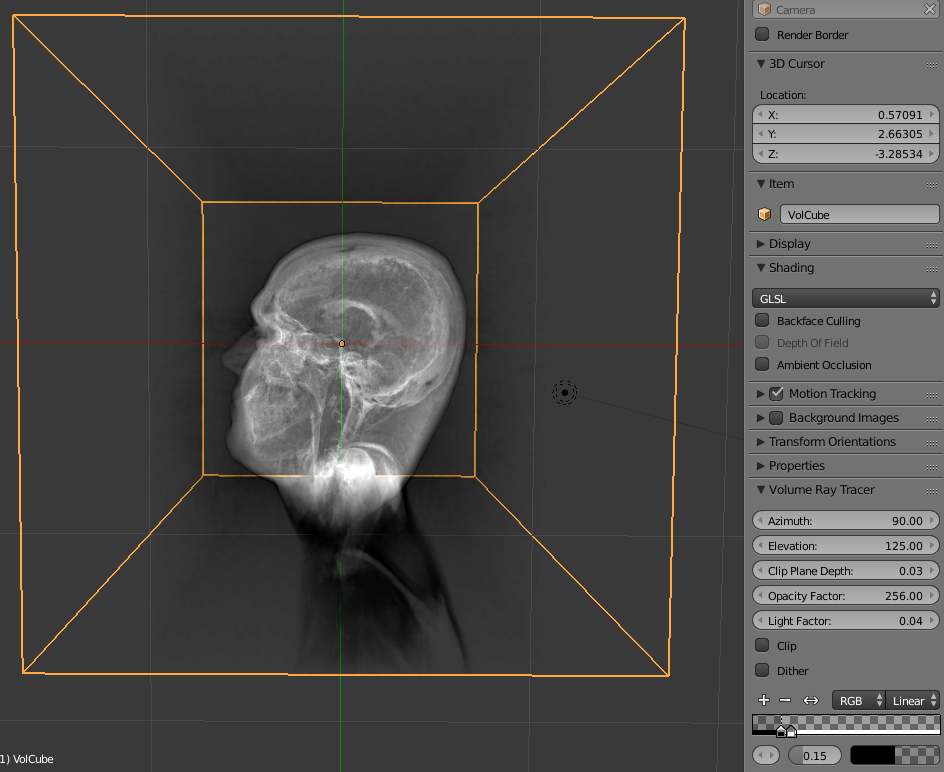 Camera
Render Border
3D Cursor
Location:
X: 0.57091
Y: 2.66305
Z: -3.28534
Item
VolCube
Display
Shading
GLSL
Backface Culling
Depth Of Field
Ambient Occlusion
Motion Tracking
Background Images
Transform Orientations
Properties
Volume Ray Tracer
Azimuth: 90.00
Elevation: 125.00
Clip Plane Depth: 0.03
Opacity Factor: 256.00
Light Factor: 0.04
Clip
Dither
RGB Linear
0.15
1) VolCube